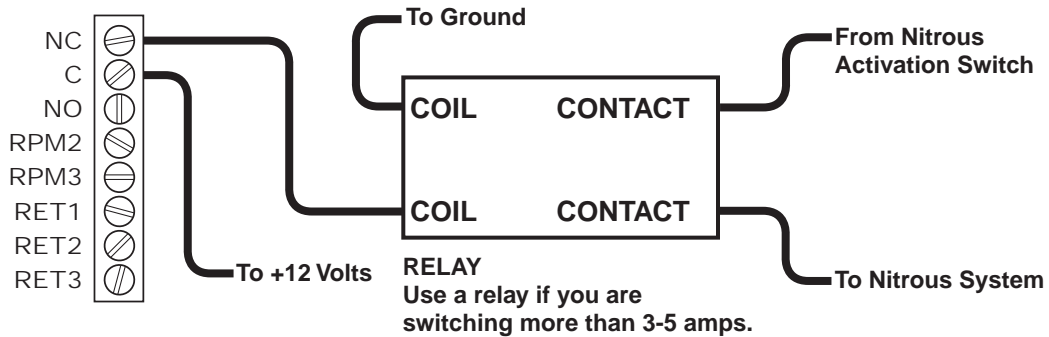 To Ground
NC
C
NO
RPM2
RPM3
RET1
RET2
RET3
To +12 Volts
COIL CONTACT
COIL CONTACT
From Nitrous
Activation Switch
To Nitrous System
RELAY
Use a relay if you are
switching more than 3-5 amps.